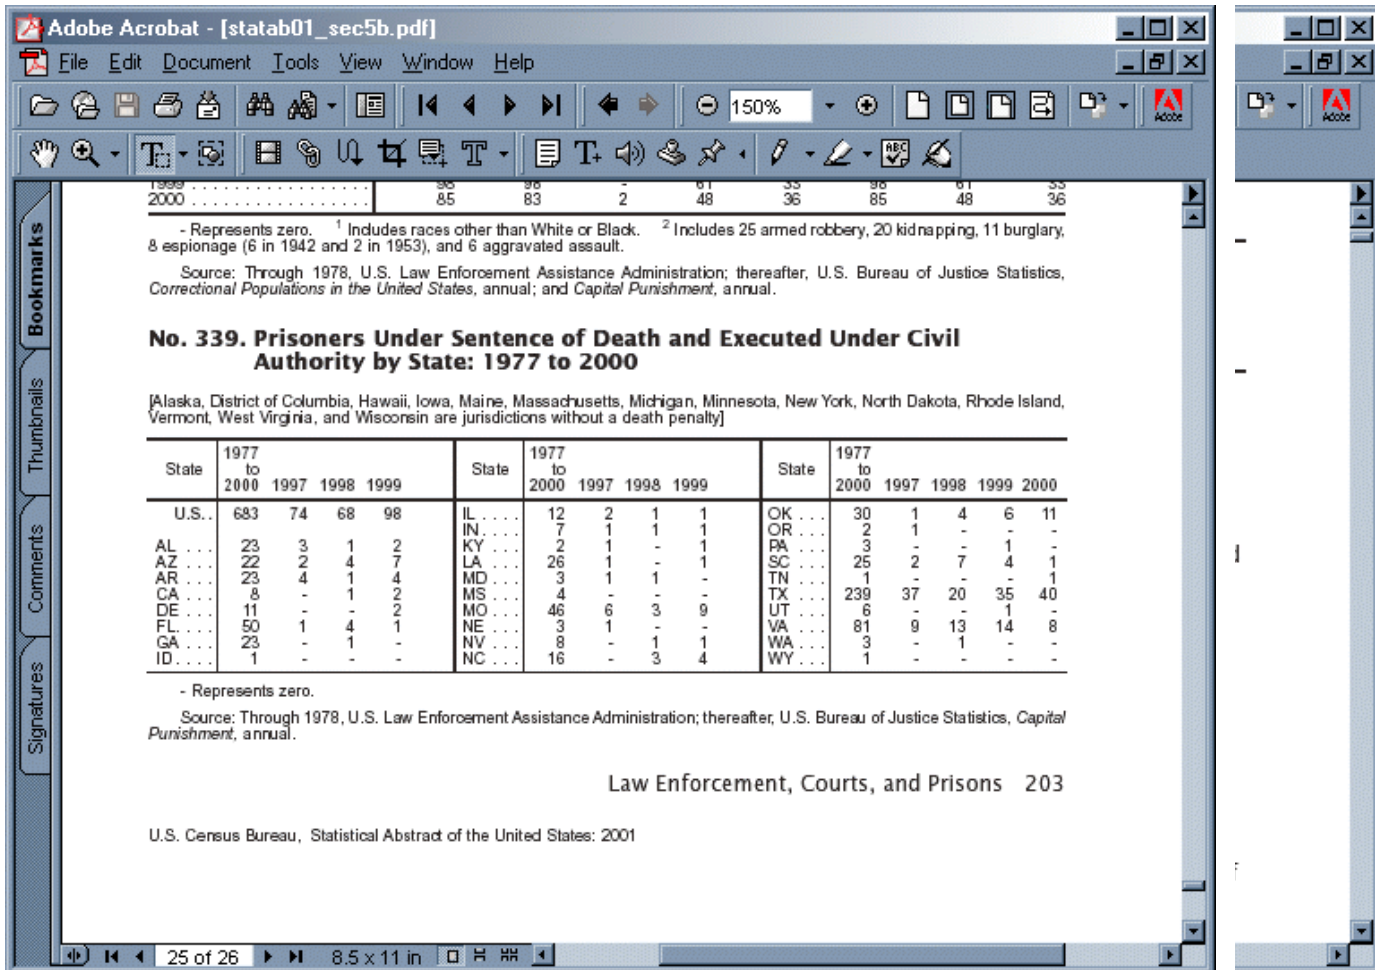 Adobe Acrobat - [statab01_sec5b.pdf]
File Edit Document Tools View Window Help
150%
Adobe
Adobe
Bookmarks
Thumbnails
Comments
Signatures
1999 . . . . . . . . . . . . . . . . . 98 98 - 61 33 98 61 33
2000 . . . . . . . . . . . . . . . . . 85 83 2 48 36 85 48 36
- Represents zero. 1 Includes races other than White or Black. 2 Includes 25 armed robbery, 20 kidnapping, 11 burglary,
8 espionage (6 in 1942 and 2 in 1953), and 6 aggravated assault.
Source: Through 1978, U.S. Law Enforcement Assistance Administration; thereafter, U.S. Bureau of Justice Statistics,
Correctional Populations in the United States, annual; and Capital Punishment, annual.
No. 339. Prisoners Under Sentence of Death and Executed Under Civil
Authority by State: 1977 to 2000
[Alaska, District of Columbia, Hawaii, Iowa, Maine, Massachusetts, Michigan, Minnesota, New York, North Dakota, Rhode Island,
Vermont, West Virginia, and Wisconsin are jurisdictions without a death penalty]
State 1977 to 2000 1997 1998 1999 State 1977 to 2000 1997 1998 1999 State 1977 to 2000 1997 1998 1999 2000
U.S. . 683 74 68 98 IL . . . . 12 2 1 1 OK . . . 30 1 4 6 11
IN. . . . 7 1 1 1 OR . . . 2 1 - - -
AL . . . 23 3 1 2 KY . . . 2 1 - 1 PA . . . 3 - - 1 -
AZ . . . 22 2 4 7 LA . . . 26 1 - 1 SC . . . 25 2 7 4 1
AR . . . 23 4 1 4 MD . . . 3 1 1 - TN . . . 1 - - - 1
CA . . . 8 - 1 2 MS . . . 4 - - - TX . . . 239 37 20 35 40
DE . . . 11 - - 2 MO . . . 46 6 3 9 UT . . . 6 - - 1 -
FL. . . . 50 1 4 1 NE . . . 3 1 - - VA . . . 81 9 13 14 8
GA . . . 23 - 1 - NV . . . 8 - 1 1 WA . . . 3 - 1 - -
ID. . . . 1 - - - NC . . . 16 - 3 4 WY . . . 1 - - - -
- Represents zero.
Source: Through 1978, U.S. Law Enforcement Assistance Administration; thereafter, U.S. Bureau of Justice Statistics, Capital
Punishment, annual.
Law Enforcement, Courts, and Prisons 203
U.S. Census Bureau, Statistical Abstract of the United States: 2001
25 of 26 8.5 x 11 in